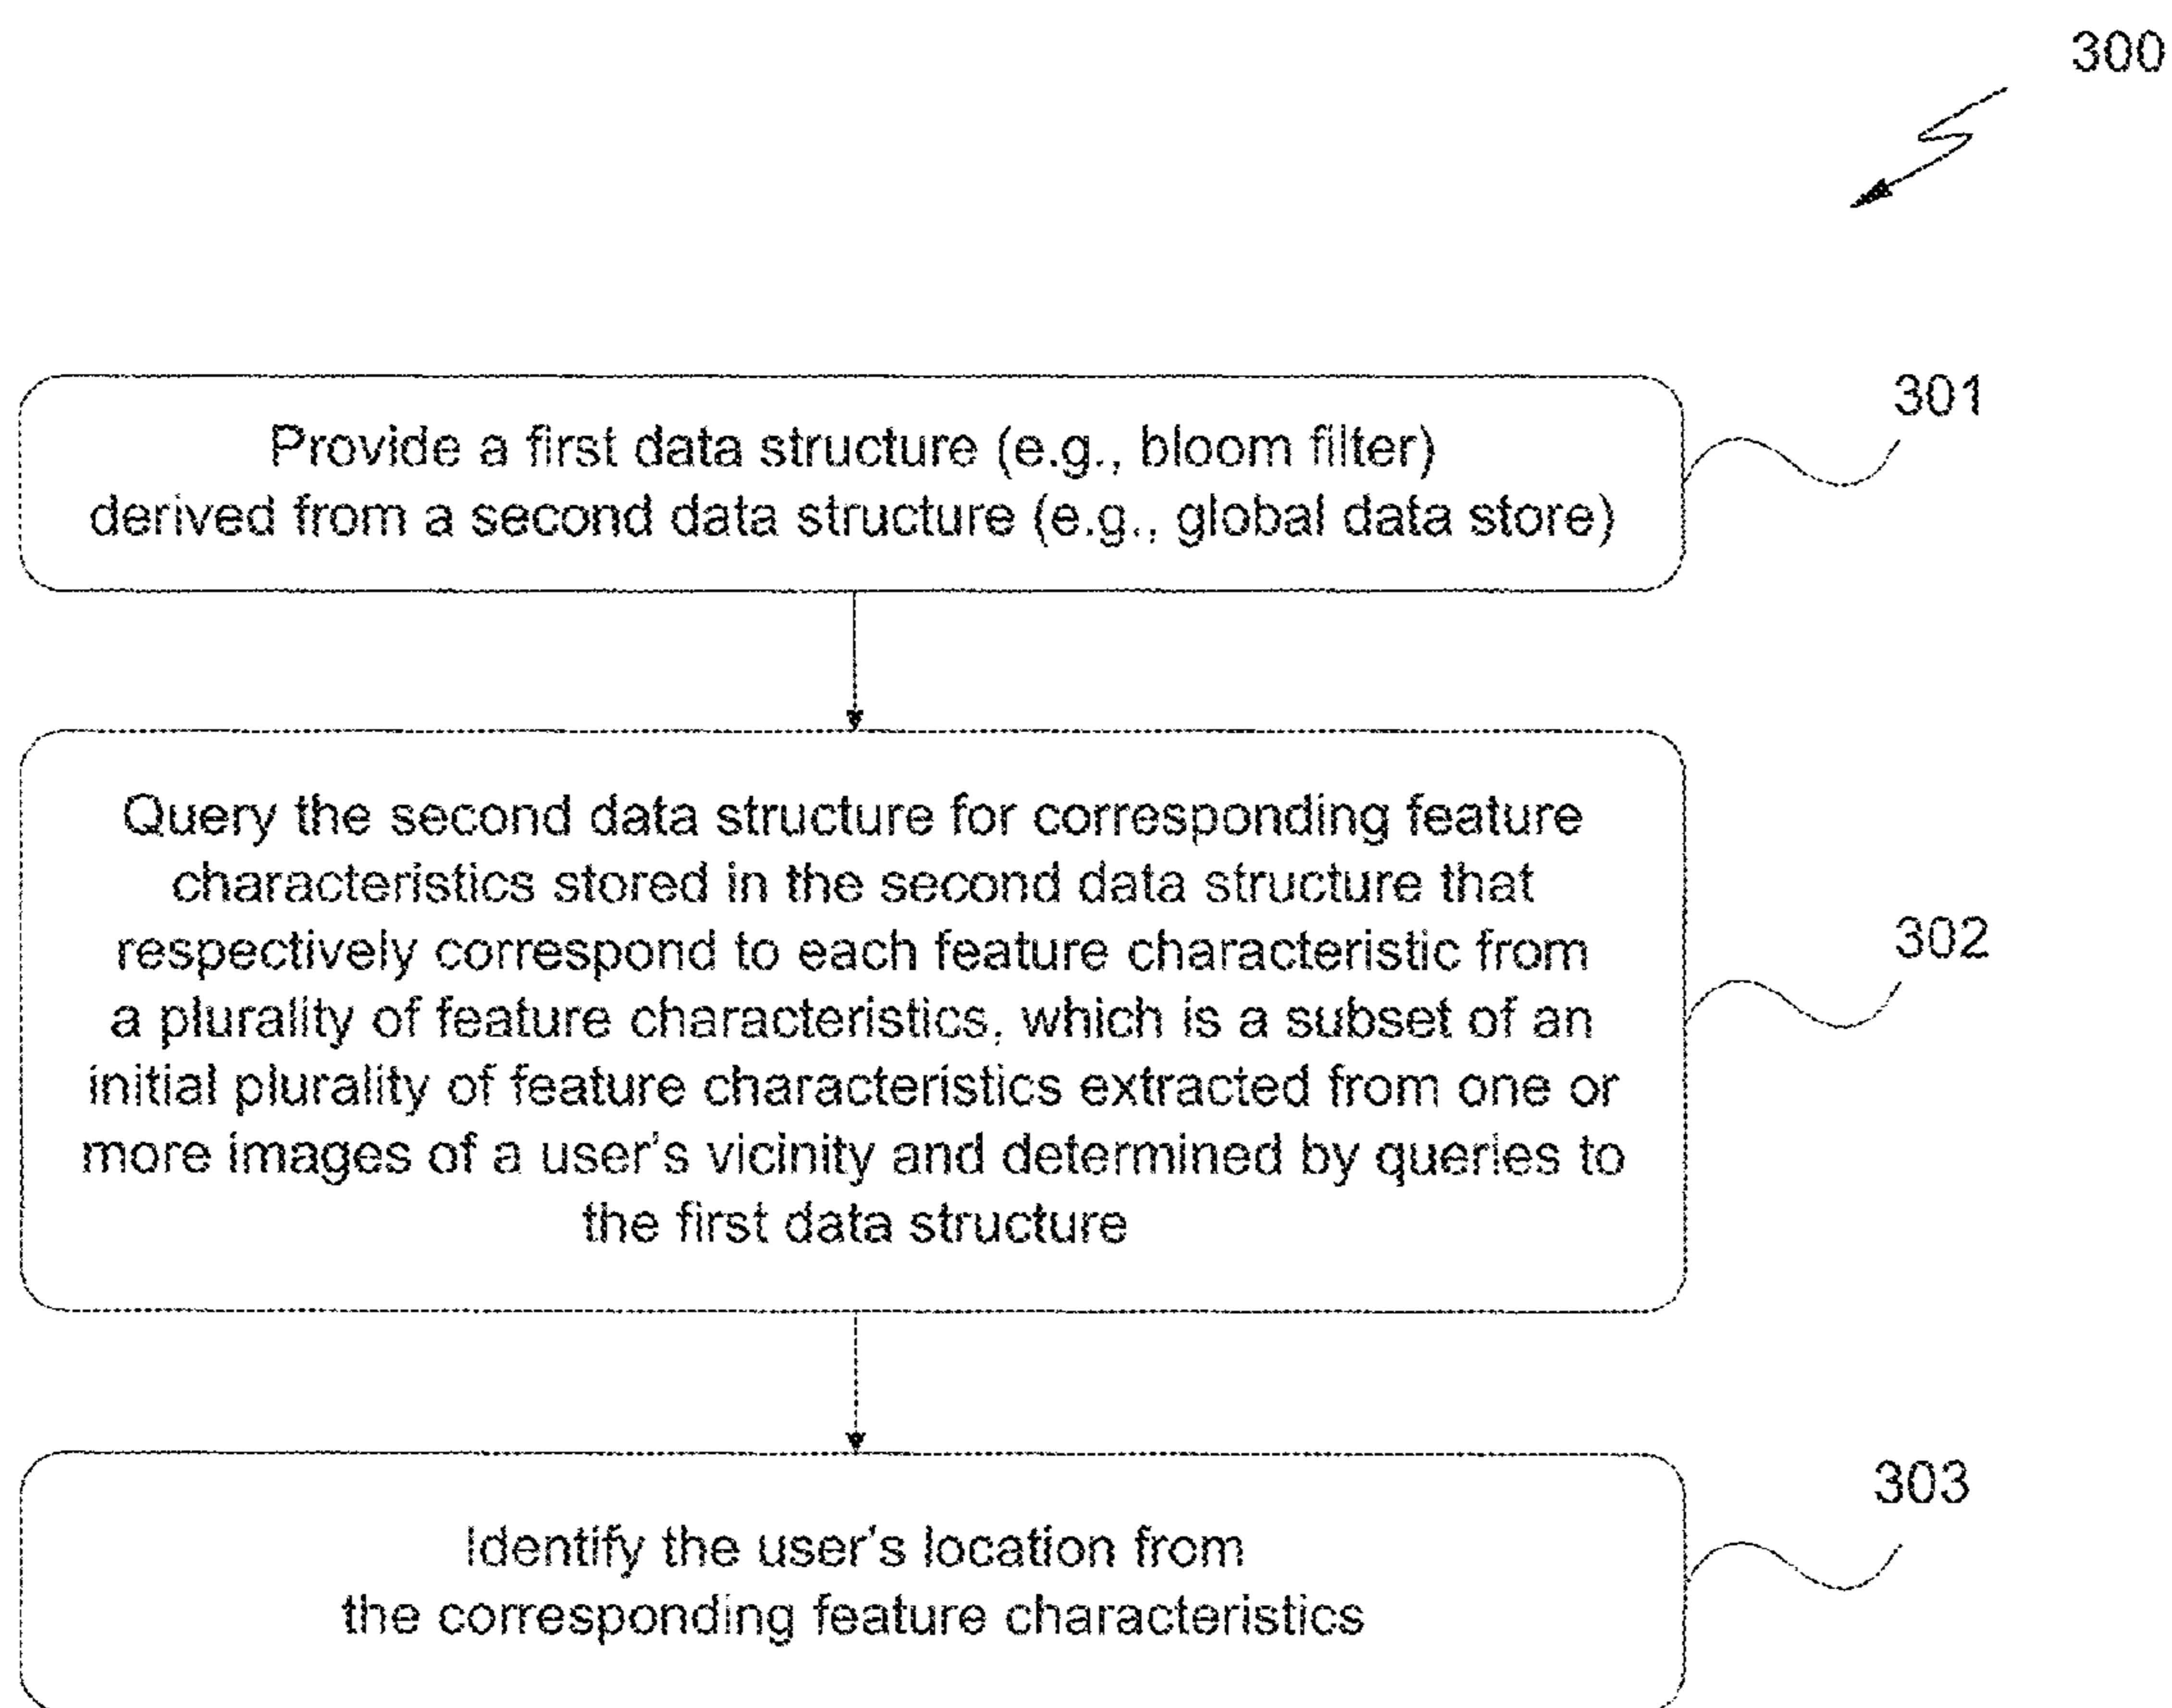 300
301
Provide a first data structure (e.g., bloom filter)
derived from a second data structure (e.g., global data store)
Query the second data structure for corresponding feature
characteristics stored in the second data structure that
302
respectively correspond to each feature characteristic from
a plurality of feature characteristics, which is a subset of an
initial plurality of feature characteristics extracted from one or
more images of a user's vicinity and determined by queries to
the first data structure
303
Identify the user's location from
the corresponding feature characteristics